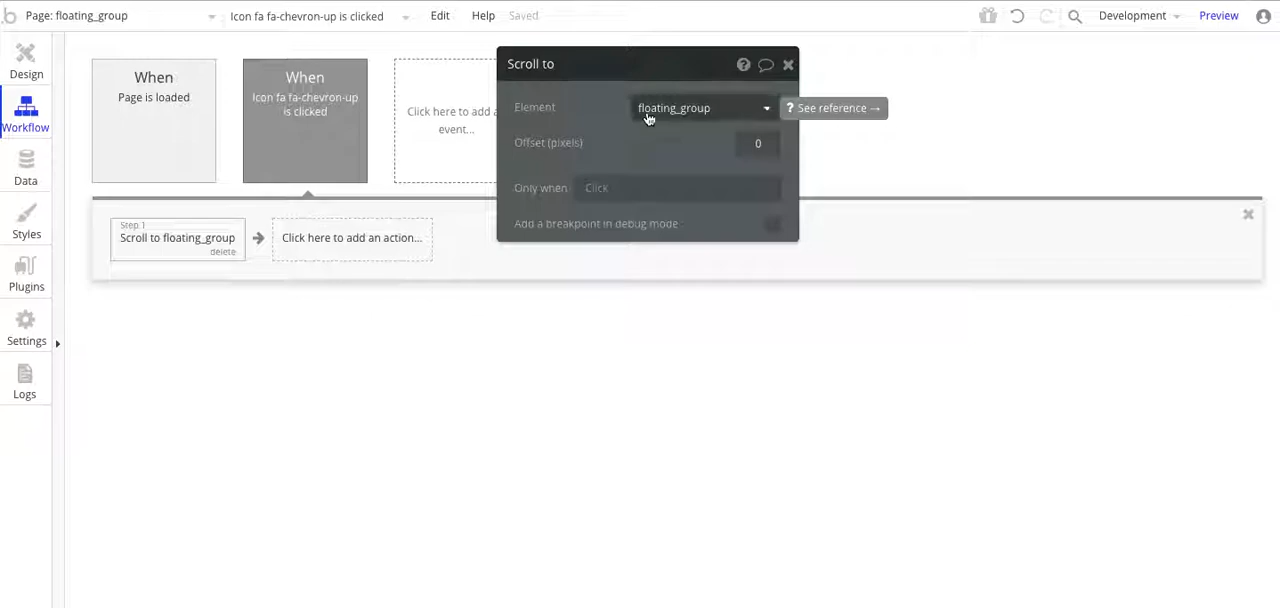 .b Page: floating_group Icon fa fa-chevron-up is clicked Edit Help Saved Development Preview
Design
Workflow
Data
Styles
Plugins
Settings
Logs
When
Page is loaded
When
Icon fa fa-chevron-up
is clicked
Click here to add a
event...
Scroll to
Element floating_group
? See reference →
Offset (pixels) 0
Only when Click
Add a breakpoint in debug mode
Step 1
Scroll to floating_group
delete
Click here to add an action...